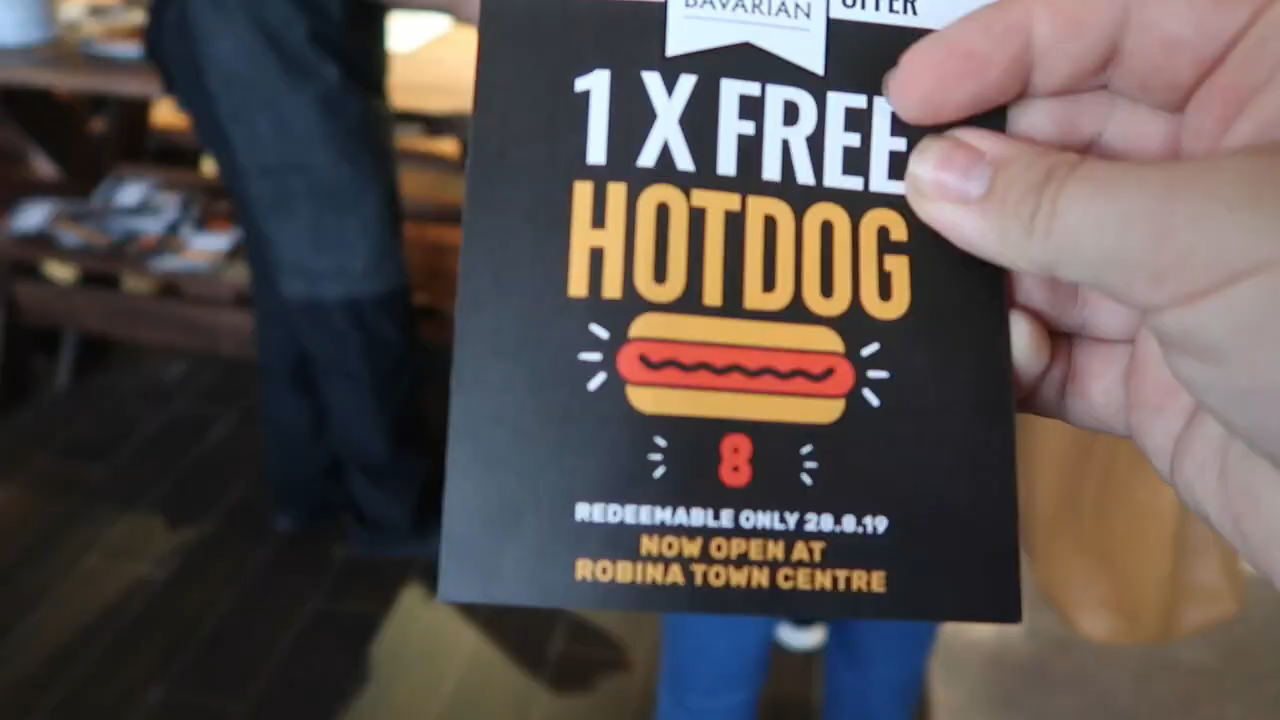 BAVARIAN
OFFER
1 X FREE
HOTDOG
8
REDEEMABLE ONLY 28.8.19
NOW OPEN AT
ROBINA TOWN CENTRE